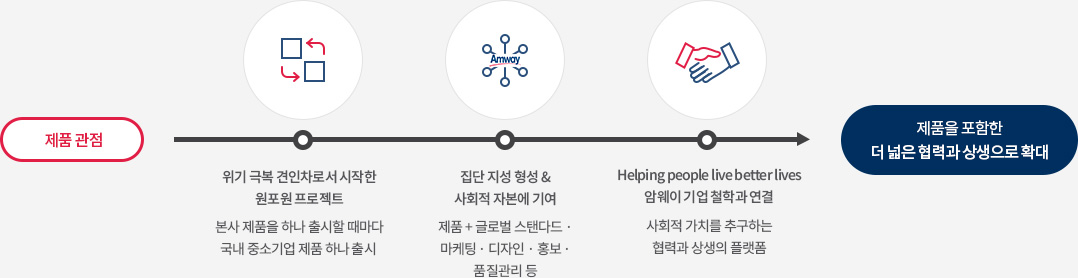 제품 관점
Amway
위기 극복 견인차로서 시작한
원포원 프로젝트
본사 제품을 하나 출시할 때마다
국내 중소기업 제품 하나 출시
집단 지성 형성 &
사회적 자본에 기여
제품 + 글로벌 스탠다드 ·
마케팅 · 디자인 · 홍보 ·
품질관리 등
Helping people live better lives
암웨이 기업 철학과 연결
사회적 가치를 추구하는
협력과 상생의 플랫폼
제품을 포함한
더 넓은 협력과 상생으로 확대